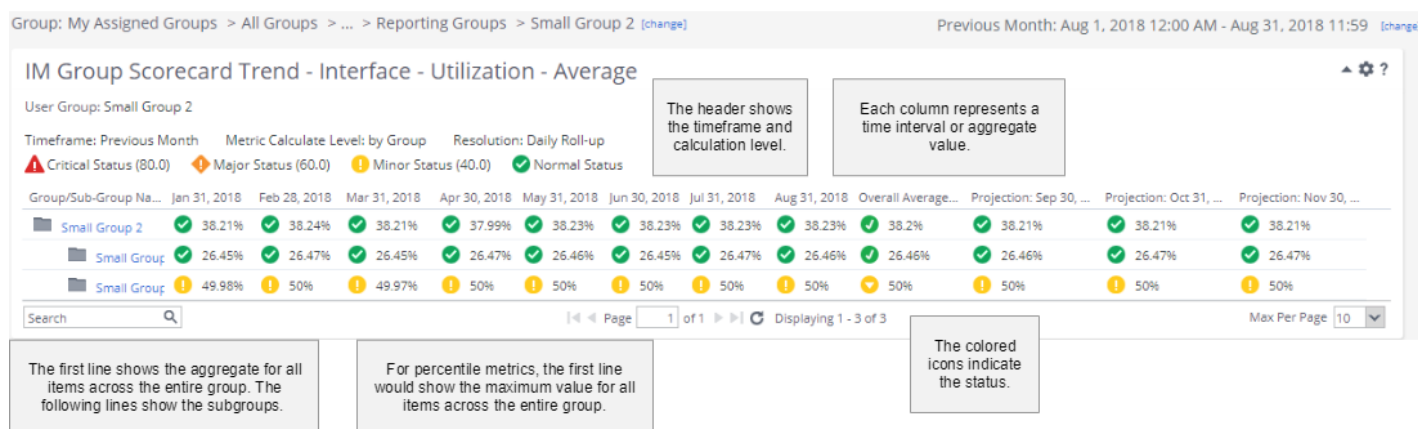 Group: My Assigned Groups > All Groups > ... > Reporting Groups > Small Group 2 [change]
Previous Month: Aug 1, 2018 12:00 AM - Aug 31, 2018 11:59 [change
IM Group Scorecard Trend - Interface - Utilization - Average
?
User Group: Small Group 2
Timeframe: Previous Month Metric Calculate Level: by Group Resolution: Daily Roll-up
Critical Status (80.0) Major Status (60.0) Minor Status (40.0) Normal Status
The header shows
the timeframe and
calculation level.
Each column represents a
time interval or aggregate
value.
Group/Sub-Group Na... Jan 31, 2018 Feb 28, 2018 Mar 31, 2018 Apr 30, 2018 May 31, 2018 Jun 30, 2018 Jul 31, 2018 Aug 31, 2018 Overall Average... Projection: Sep 30, ... Projection: Oct 31, ... Projection: Nov 30, ...
Small Group 2 38.21% 38.24% 38.21% 37.99% 38.23% 38.23% 38.23% 38.23% 38.2% 38.21% 38.21% 38.21%
Small Group 26.45% 26.47% 26.45% 26.47% 26.46% 26.45% 26.47% 26.46% 26.46% 26.46% 26.47% 26.47%
Small Group 49.98% 50% 49.97% 50% 50% 50% 50% 50% 50% 50% 50% 50%
Search Page 1 of 1 Displaying 1 - 3 of 3 Max Per Page 10
The first line shows the aggregate for all
items across the entire group. The
following lines show the subgroups.
For percentile metrics, the first line
would show the maximum value for all
items across the entire group.
The colored
icons indicate
the status.